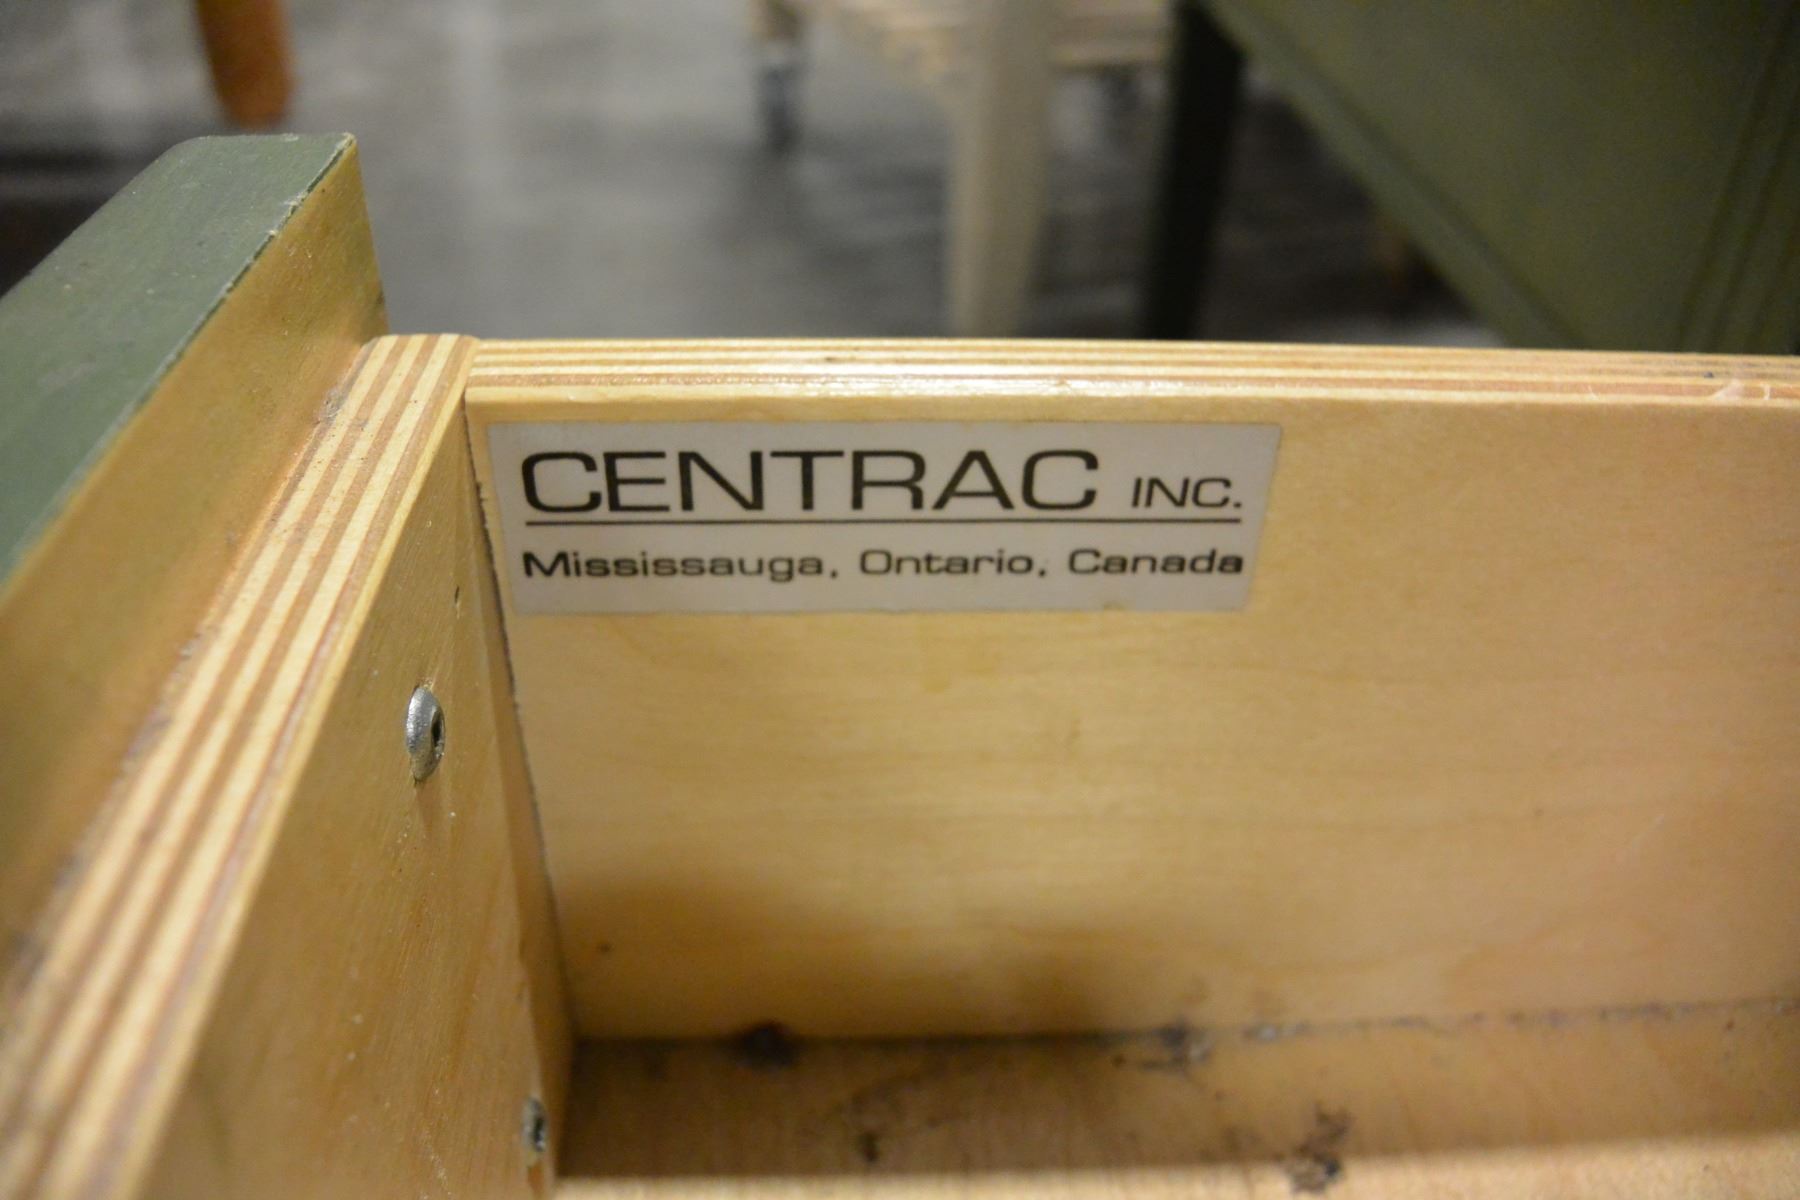 CENTRAC INC.
Mississauga, Ontario, Canada